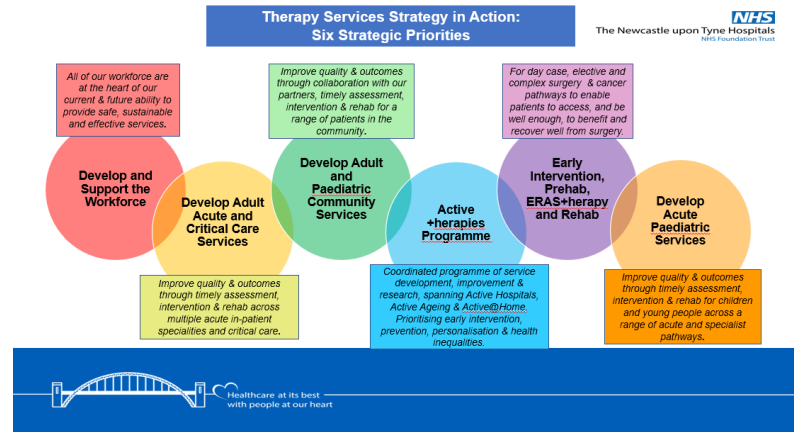 Therapy Services Strategy in Action:
Six Strategic Priorities
NHS
The Newcastle upon Tyne Hospitals
NHS Foundation Trust
All of our workforce are
at the heart of our
current & future ability to
provide safe, sustainable
and effective services.
Improve quality & outcomes
through collaboration with our
partners, timely assessment,
intervention & rehab for a
range of patients in the
community.
For day case, elective and
complex surgery & cancer
pathways to enable
patients to access, and be
well enough, to benefit and
recover well from surgery.
Develop and
Support the
Workforce
Develop Adult
Acute and
Critical Care
Services
Develop Adult
and
Paediatric
Community
Services
Active
+herapies
Programme
Early
Intervention,
Prehab,
ERAS+herapy
and Rehab
Develop
Acute
Paediatric
Services
Improve quality & outcomes
through timely assessment,
intervention & rehab across
multiple acute in-patient
specialities and critical care.
Coordinated programme of service
development, improvement &
research, spanning Active Hospitals,
Active Ageing & Active@Home.
Prioritising early intervention,
prevention, personalisation & health
inequalities.
Improve quality & outcomes
through timely assessment,
intervention & rehab for children
and young people across a
range of acute and specialist
pathways.
Healthcare at its best
with people at our heart